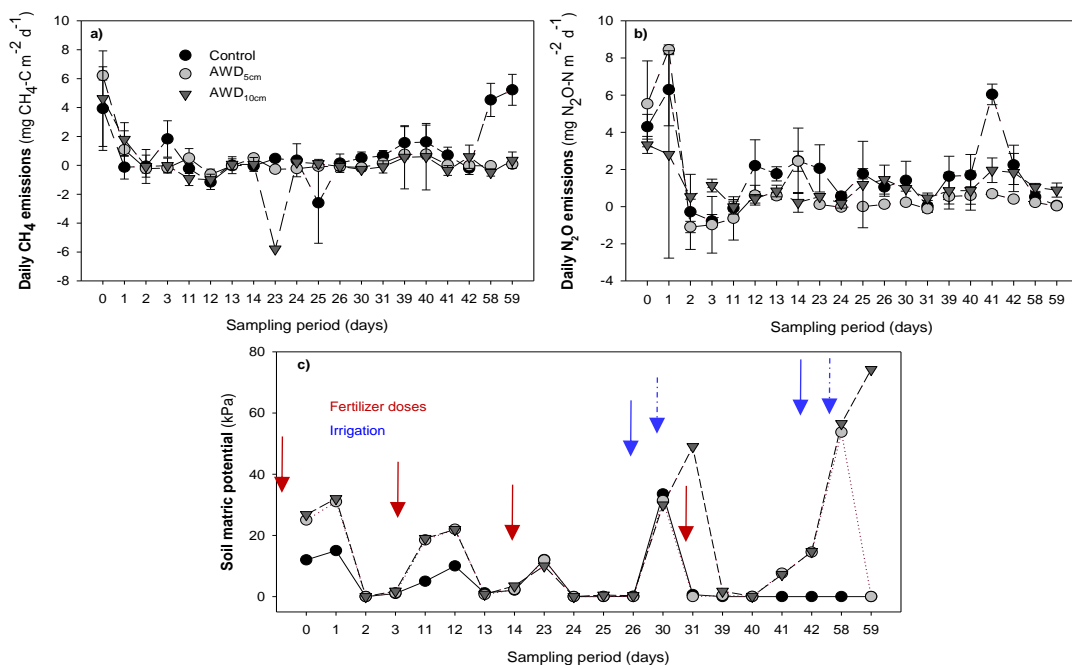 a)
Control
AWD5cm
AWD10cm
Daily CH4 emissions (mg CH4-C m-2 d-1)
10
8
6
4
2
0
-2
-4
-6
-8
0 1 2 3 11 12 13 14 23 24 25 26 30 31 39 40 41 42 58 59
Sampling period (days)
b)
Daily N2O emissions (mg N2O-N m-2 d-1)
10
8
6
4
2
0
-2
-4
0 1 2 3 11 12 13 14 23 24 25 26 30 31 39 40 41 42 58 59
Sampling period (days)
c)
Fertilizer doses
Irrigation
Soil matric potential (kPa)
80
60
40
20
0
0 1 2 3 11 12 13 14 23 24 25 26 30 31 39 40 41 42 58 59
Sampling period (days)